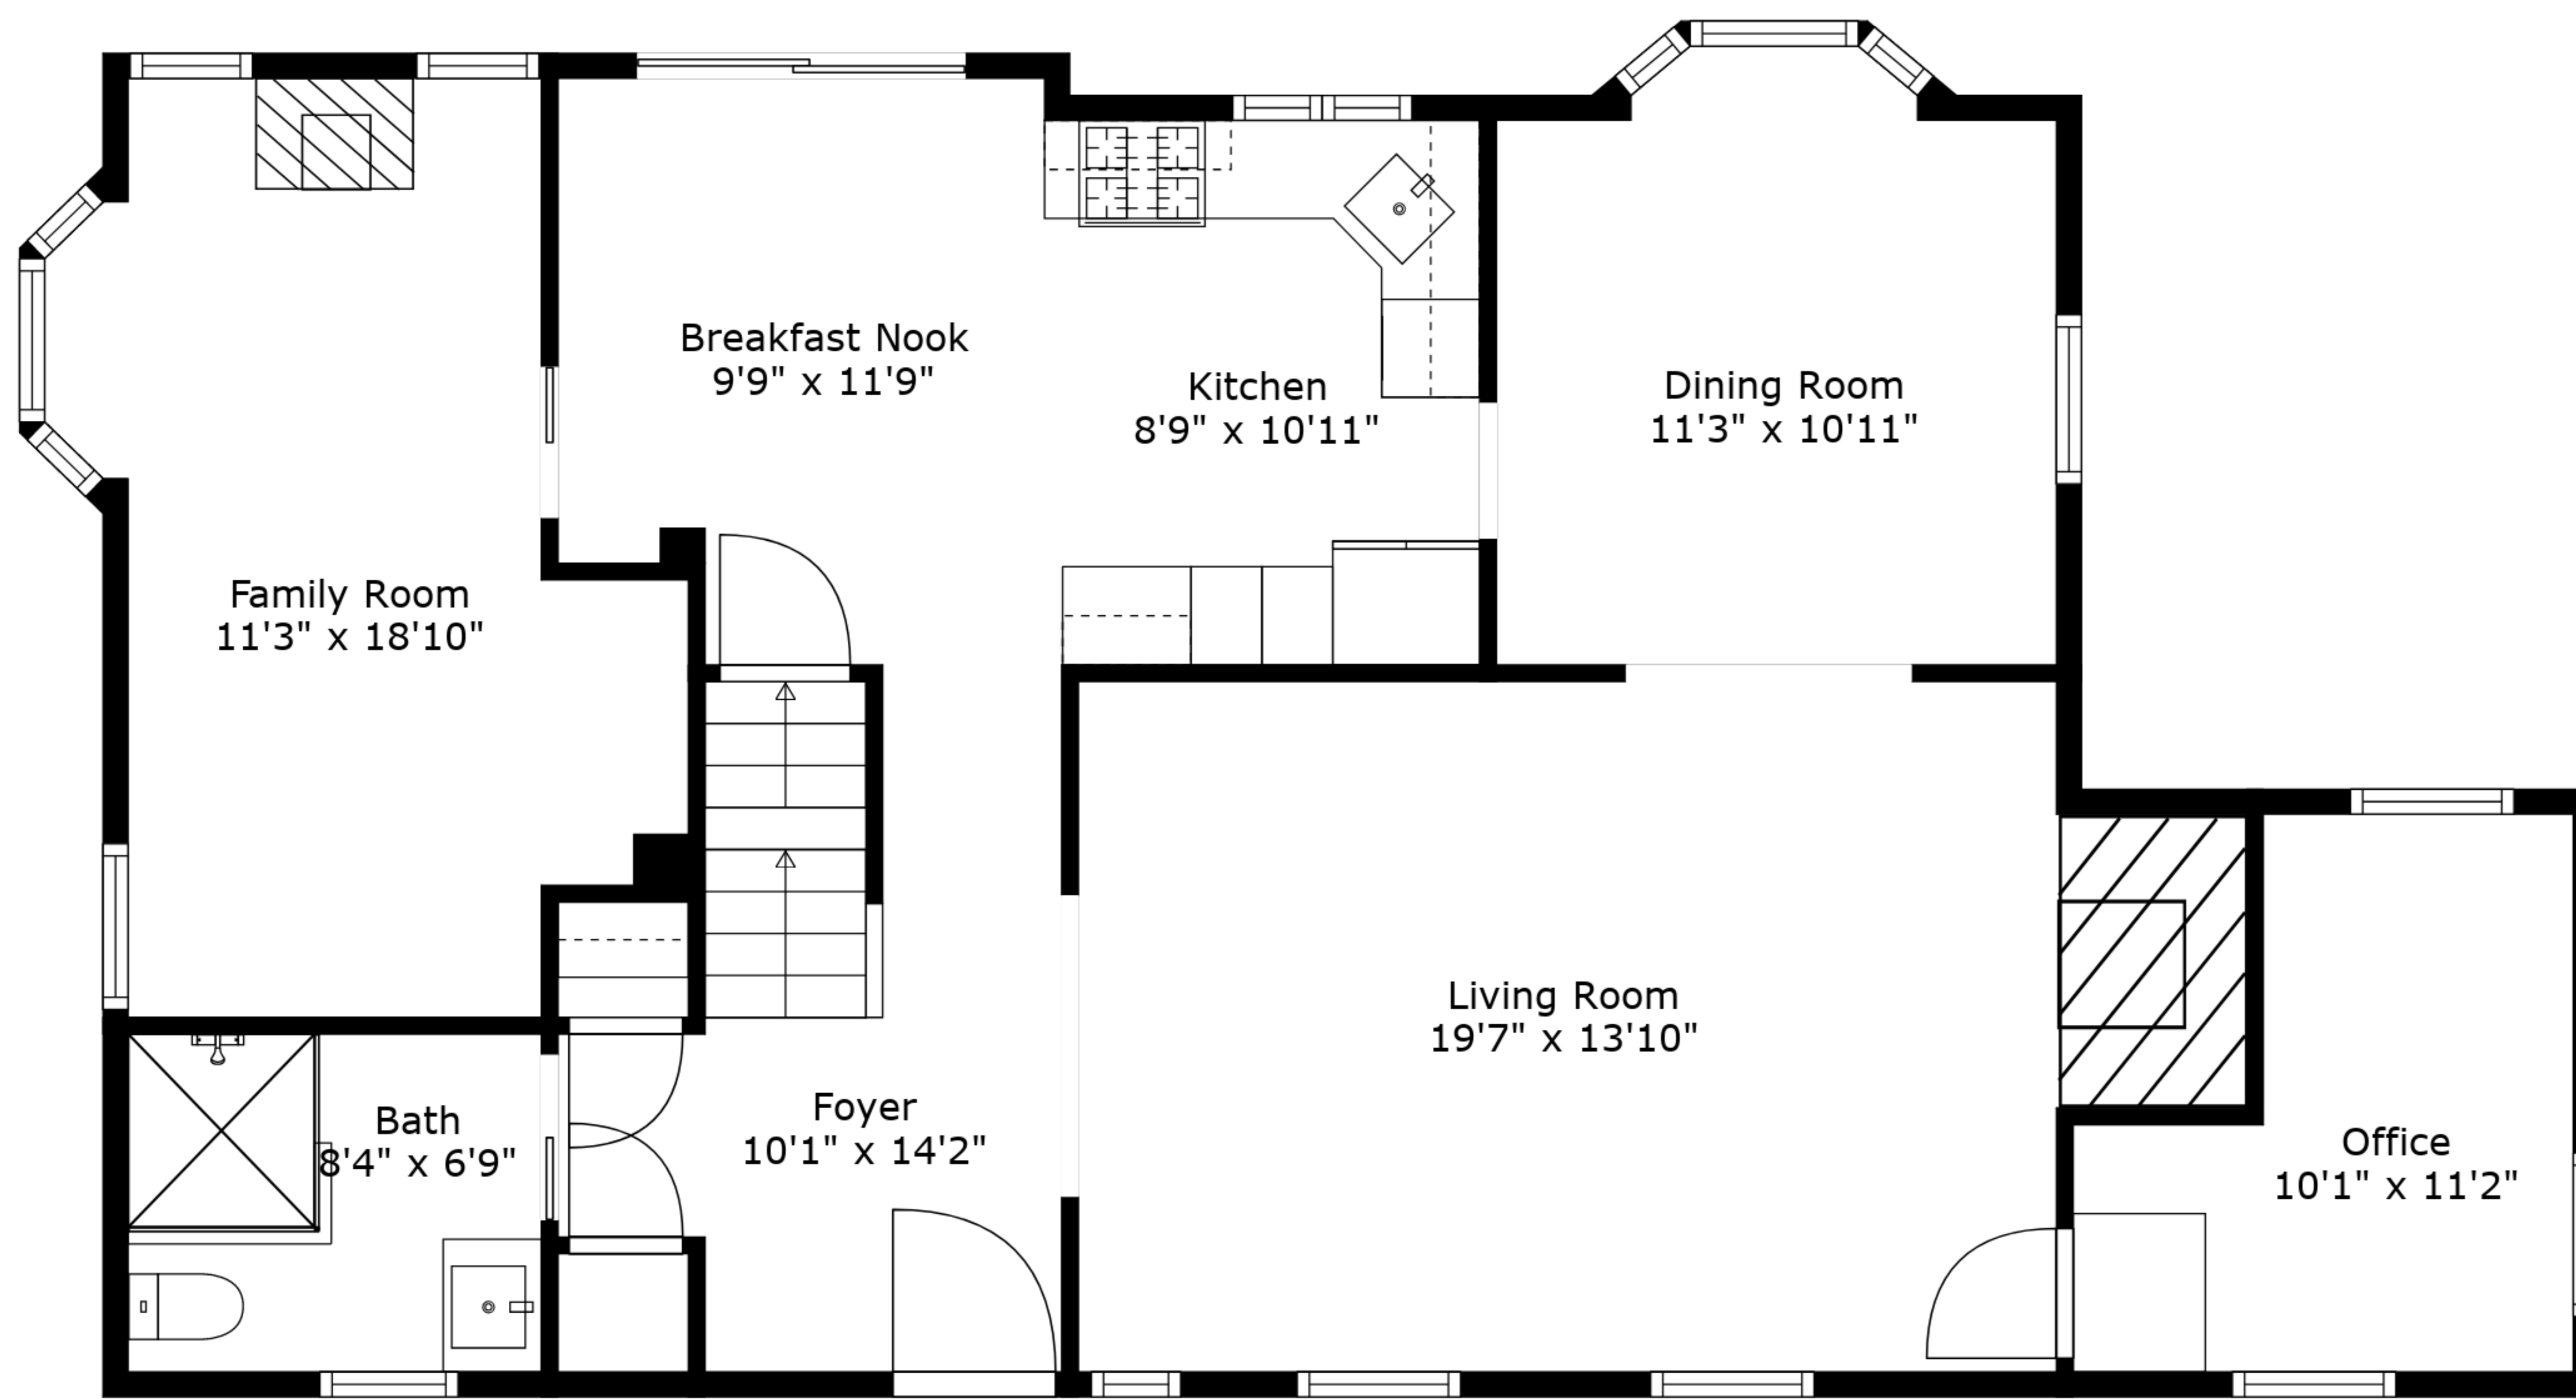 Breakfast Nook
9'9" x 11'9"
Kitchen
8'9" x 10'11"
Dining Room
11'3" x 10'11"
Family Room
11'3" x 18'10"
Living Room
19'7" x 13'10"
Bath
8'4" x 6'9"
Foyer
10'1" x 14'2"
Office
10'1" x 11'2"